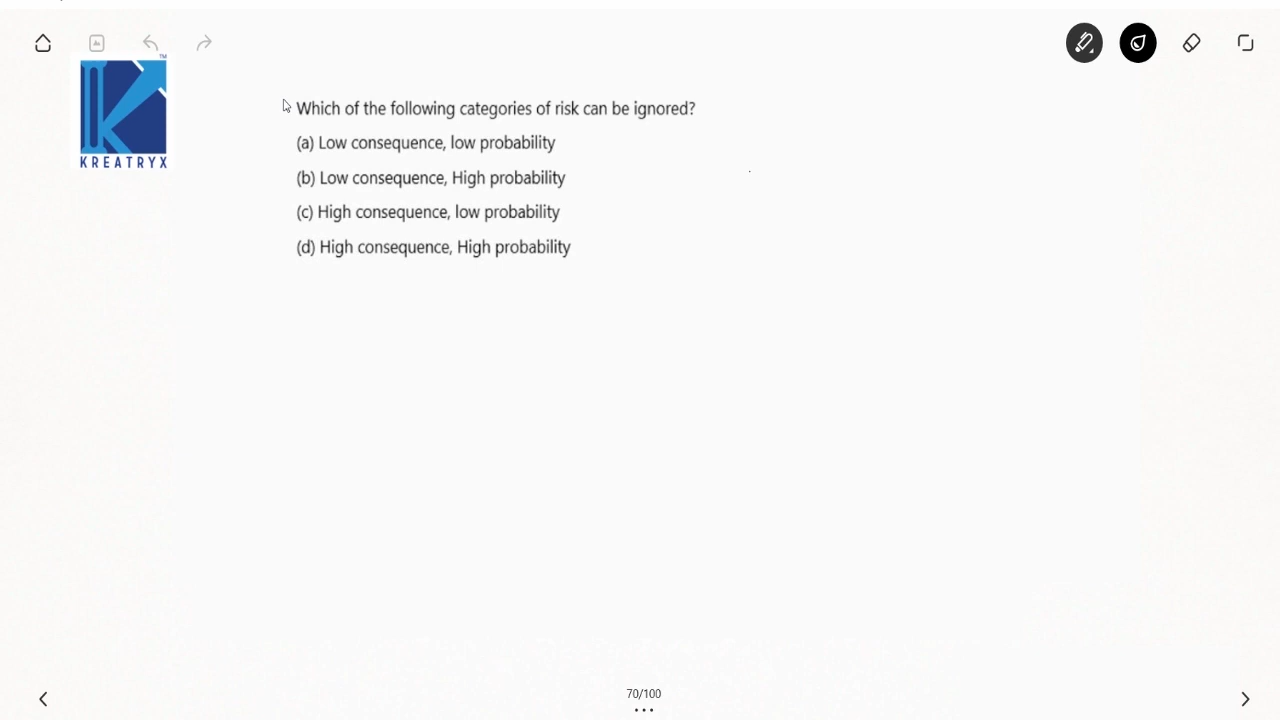 TM
KREATRYX
Which of the following categories of risk can be ignored?
(a) Low consequence, low probability
(b) Low consequence, High probability
(c) High consequence, low probability
(d) High consequence, High probability
70/100